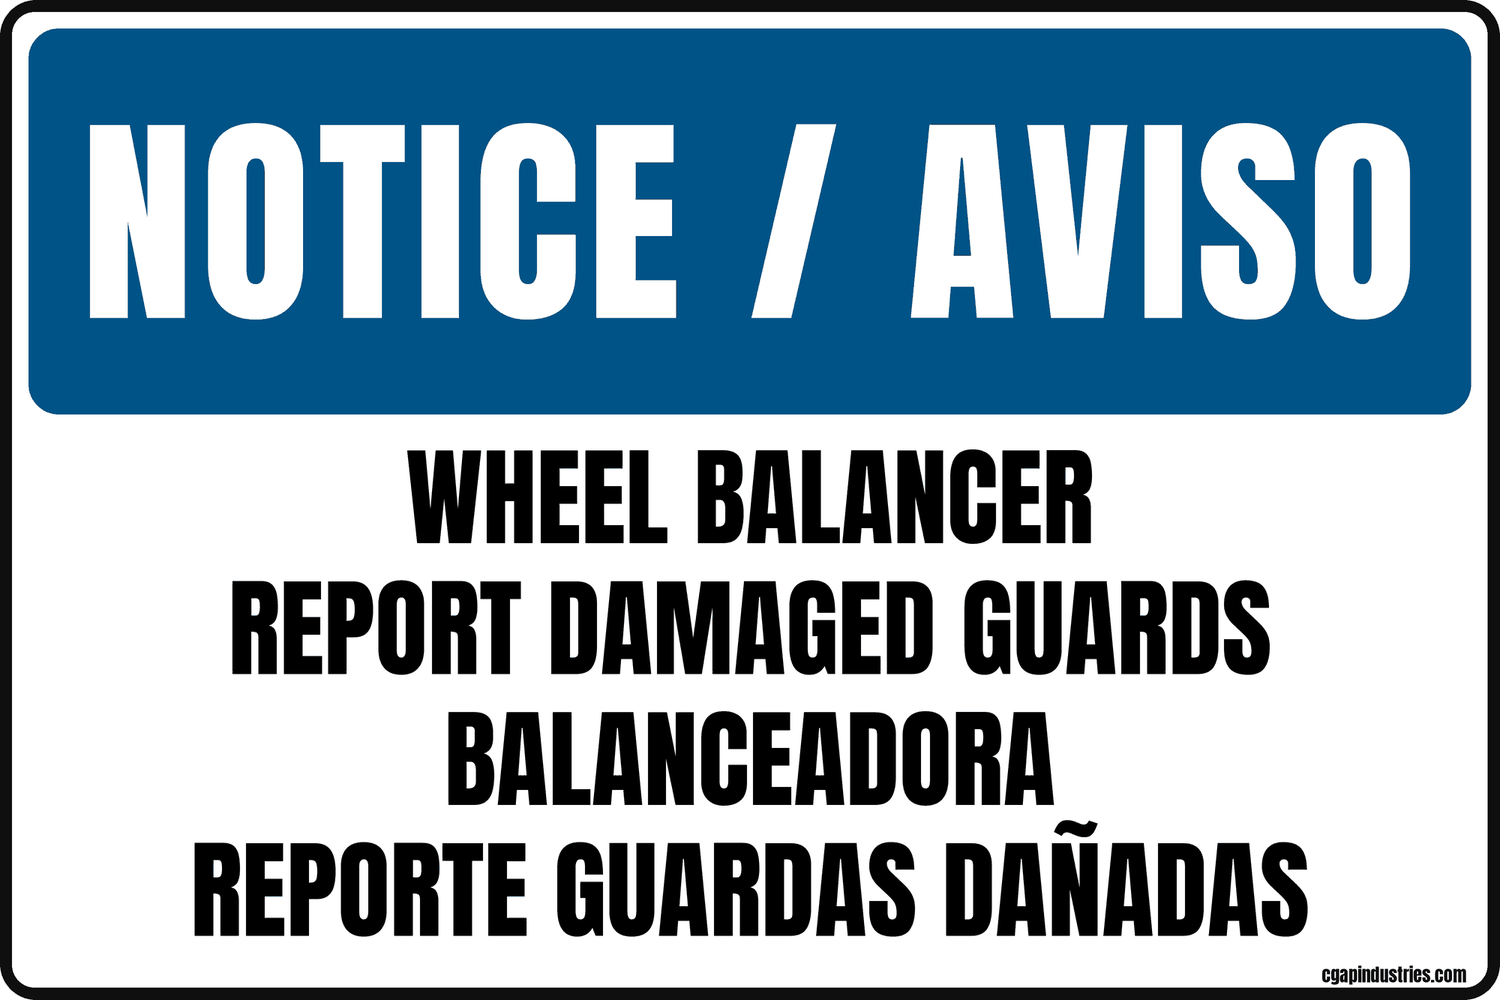 NOTICE / AVISO
WHEEL BALANCER
REPORT DAMAGED GUARDS
BALANCEADORA
REPORTE GUARDAS DAÑADAS
cgapindustries.com